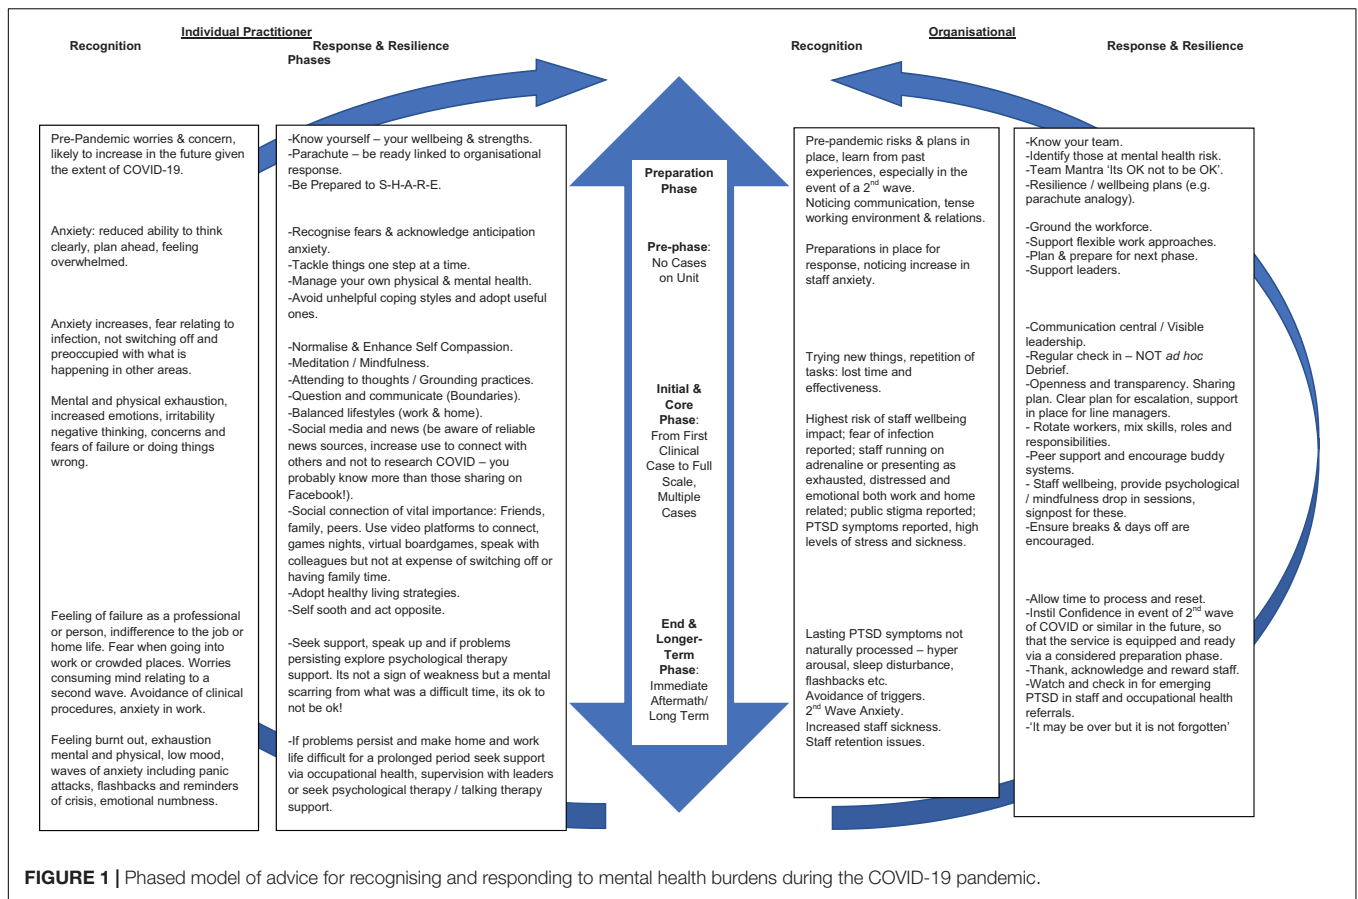 Individual Practitioner
Recognition
Response & Resilience
Phases
Organisational
Recognition
Response & Resilience
Pre-Pandemic worries & concern,
likely to increase in the future given
the extent of COVID-19.
Anxiety: reduced ability to think
clearly, plan ahead, feeling
overwhelmed.
Anxiety increases, fear relating to
infection, not switching off and
preoccupied with what is
happening in other areas.
Mental and physical exhaustion,
increased emotions, irritability
negative thinking, concerns and
fears of failure or doing things
wrong.
Feeling of failure as a professional
or person, indifference to the job or
home life. Fear when going into
work or crowded places. Worries
consuming mind relating to a
second wave. Avoidance of clinical
procedures, anxiety in work.
Feeling burnt out, exhaustion
mental and physical, low mood,
waves of anxiety including panic
attacks, flashbacks and reminders
of crisis, emotional numbness.
-Know yourself – your wellbeing & strengths.
-Parachute – be ready linked to organisational
response.
-Be Prepared to S-H-A-R-E.
-Recognise fears & acknowledge anticipation
anxiety.
-Tackle things one step at a time.
-Manage your own physical & mental health.
-Avoid unhelpful coping styles and adopt useful
ones.
-Normalise & Enhance Self Compassion.
-Meditation / Mindfulness.
-Attending to thoughts / Grounding practices.
-Question and communicate (Boundaries).
-Balanced lifestyles (work & home).
-Social media and news (be aware of reliable
news sources, increase use to connect with
others and not to research COVID – you
probably know more than those sharing on
Facebook!).
-Social connection of vital importance: Friends,
family, peers. Use video platforms to connect,
games nights, virtual boardgames, speak with
colleagues but not at expense of switching off or
having family time.
-Adopt healthy living strategies.
-Self sooth and act opposite.
-Seek support, speak up and if problems
persisting explore psychological therapy
support. Its not a sign of weakness but a mental
scarring from what was a difficult time, its ok to
not be ok!
-If problems persist and make home and work
life difficult for a prolonged period seek support
via occupational health, supervision with leaders
or seek psychological therapy / talking therapy
support.
Preparation
Phase
Pre-phase:
No Cases
on Unit
Initial &
Core
Phase:
From First
Clinical
Case to Full
Scale,
Multiple
Cases
End &
Longer-
Term
Phase:
Immediate
Aftermath/
Long Term
Pre-pandemic risks & plans in
place, learn from past
experiences, especially in the
event of a 2nd wave.
Noticing communication, tense
working environment & relations.
Preparations in place for
response, noticing increase in
staff anxiety.
Trying new things, repetition of
tasks: lost time and
effectiveness.
Highest risk of staff wellbeing
impact; fear of infection
reported; staff running on
adrenaline or presenting as
exhausted, distressed and
emotional both work and home
related; public stigma reported;
PTSD symptoms reported, high
levels of stress and sickness.
Lasting PTSD symptoms not
naturally processed – hyper
arousal, sleep disturbance,
flashbacks etc.
Avoidance of triggers.
2nd Wave Anxiety.
Increased staff sickness.
Staff retention issues.
-Know your team.
-Identify those at mental health risk.
-Team Mantra ‘Its OK not to be OK’.
-Resilience / wellbeing plans (e.g.
parachute analogy).
-Ground the workforce.
-Support flexible work approaches.
-Plan & prepare for next phase.
-Support leaders.
-Communication central / Visible
leadership.
-Regular check in – NOT ad hoc
Debrief.
-Openness and transparency. Sharing
plan. Clear plan for escalation, support
in place for line managers.
- Rotate workers, mix skills, roles and
responsibilities.
-Peer support and encourage buddy
systems.
- Staff wellbeing, provide psychological
/ mindfulness drop in sessions,
signpost for these.
-Ensure breaks & days off are
encouraged.
-Allow time to process and reset.
-Instil Confidence in event of 2nd wave
of COVID or similar in the future, so
that the service is equipped and ready
via a considered preparation phase.
-Thank, acknowledge and reward staff.
-Watch and check in for emerging
PTSD in staff and occupational health
referrals.
-‘It may be over but it is not forgotten’
FIGURE 1 | Phased model of advice for recognising and responding to mental health burdens during the COVID-19 pandemic.